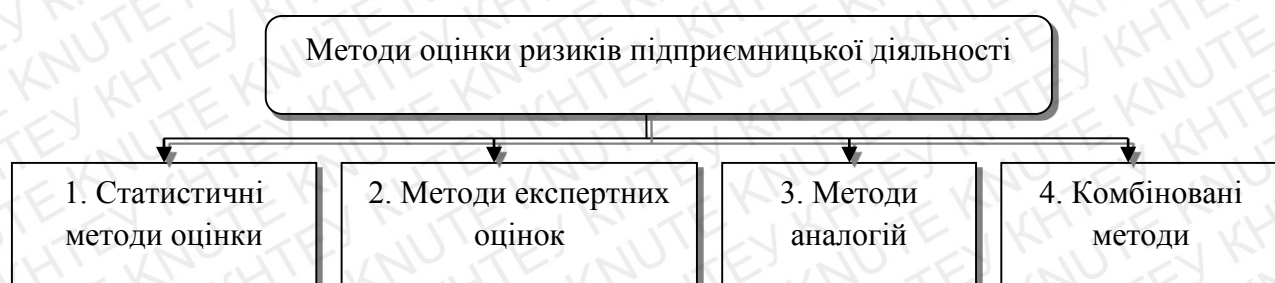 Методи оцінки ризиків підприємницької діяльності
1. Статистичні
методи оцінки
2. Методи експертних
оцінок
3. Методи
аналогій
4. Комбіновані
методи